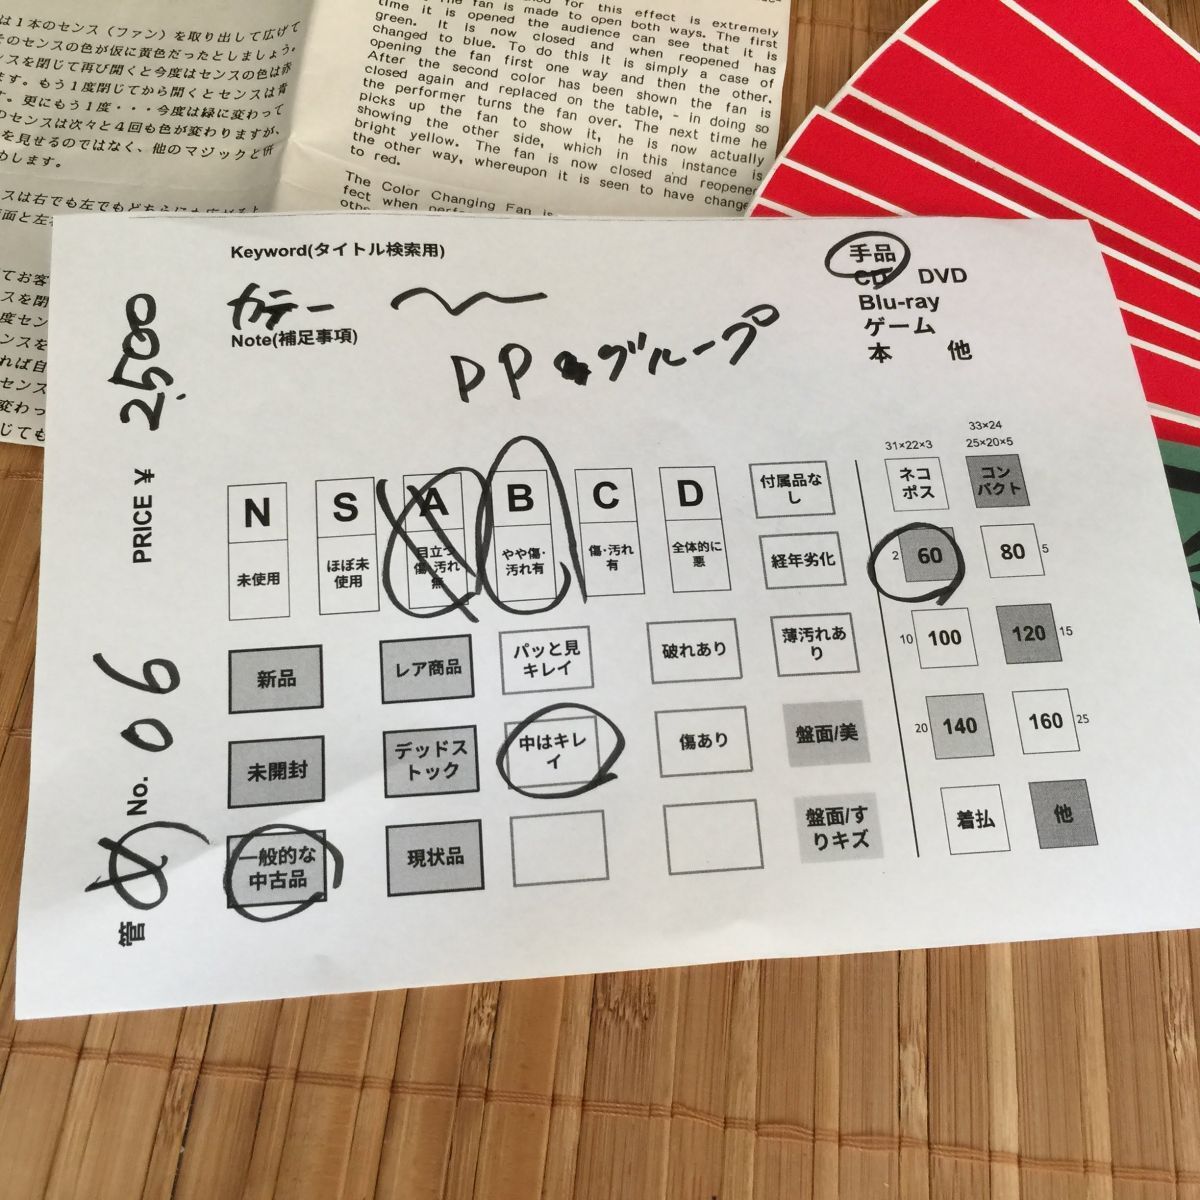 は１本のセンス（ファン）を取り出して広げて
そのセンスの色が仮に黄色だったとしましょう。
ンスを閉じて再び開くと今度はセンスの色は赤
ます。もう１度閉じてから開くとセンスは青
す。更にもう１度・・・今度は緑に変わって
のセンスは次々と４回も色が変わりますが、
を見せるのではなく、他のマジックと
めします。
for this effect is extremely
The fan is made to open both ways. The first
time it is opened the audience can see that it is
green. It is now closed and when reopened has
changed to blue. To do this it is simply a case of
opening the fan first one way and then the other.
After the second color has been shown the fan is
closed again and replaced on the table, - in doing so
the performer turns the fan over. The next time he
picks up the fan to show it, he is now actually
showing the other side, which in this instance is
bright yellow. The fan is now closed and reopened
the other way, whereupon it is seen to have change
to red.
The Color Changing Fan is
fect when perf
Keyword(タイトル検索用)
カラー
Note(補足事項)
DP グループ
手品
CD DVD
Blu-ray
ゲーム
本 他
PRICE ¥ 2,500
管 No. 06
N
未使用
S
ほぼ未
使用
A
目立つ
傷・汚れ
無
B
やや傷・
汚れ有
C
傷・汚れ
有
D
全体的に
悪
付属品な
し
経年劣化
新品
レア商品
パッと見
キレイ
破れあり
薄汚れあ
り
未開封
デッドス
トック
中はキレ
イ
傷あり
盤面/美
一般的な
中古品
現状品
盤面/す
りキズ
31×22×3
33×24
25×20×5
ネコ
ポス
コン
パクト
2 60
80 5
10 100
120 15
20 140
160 25
着払
他